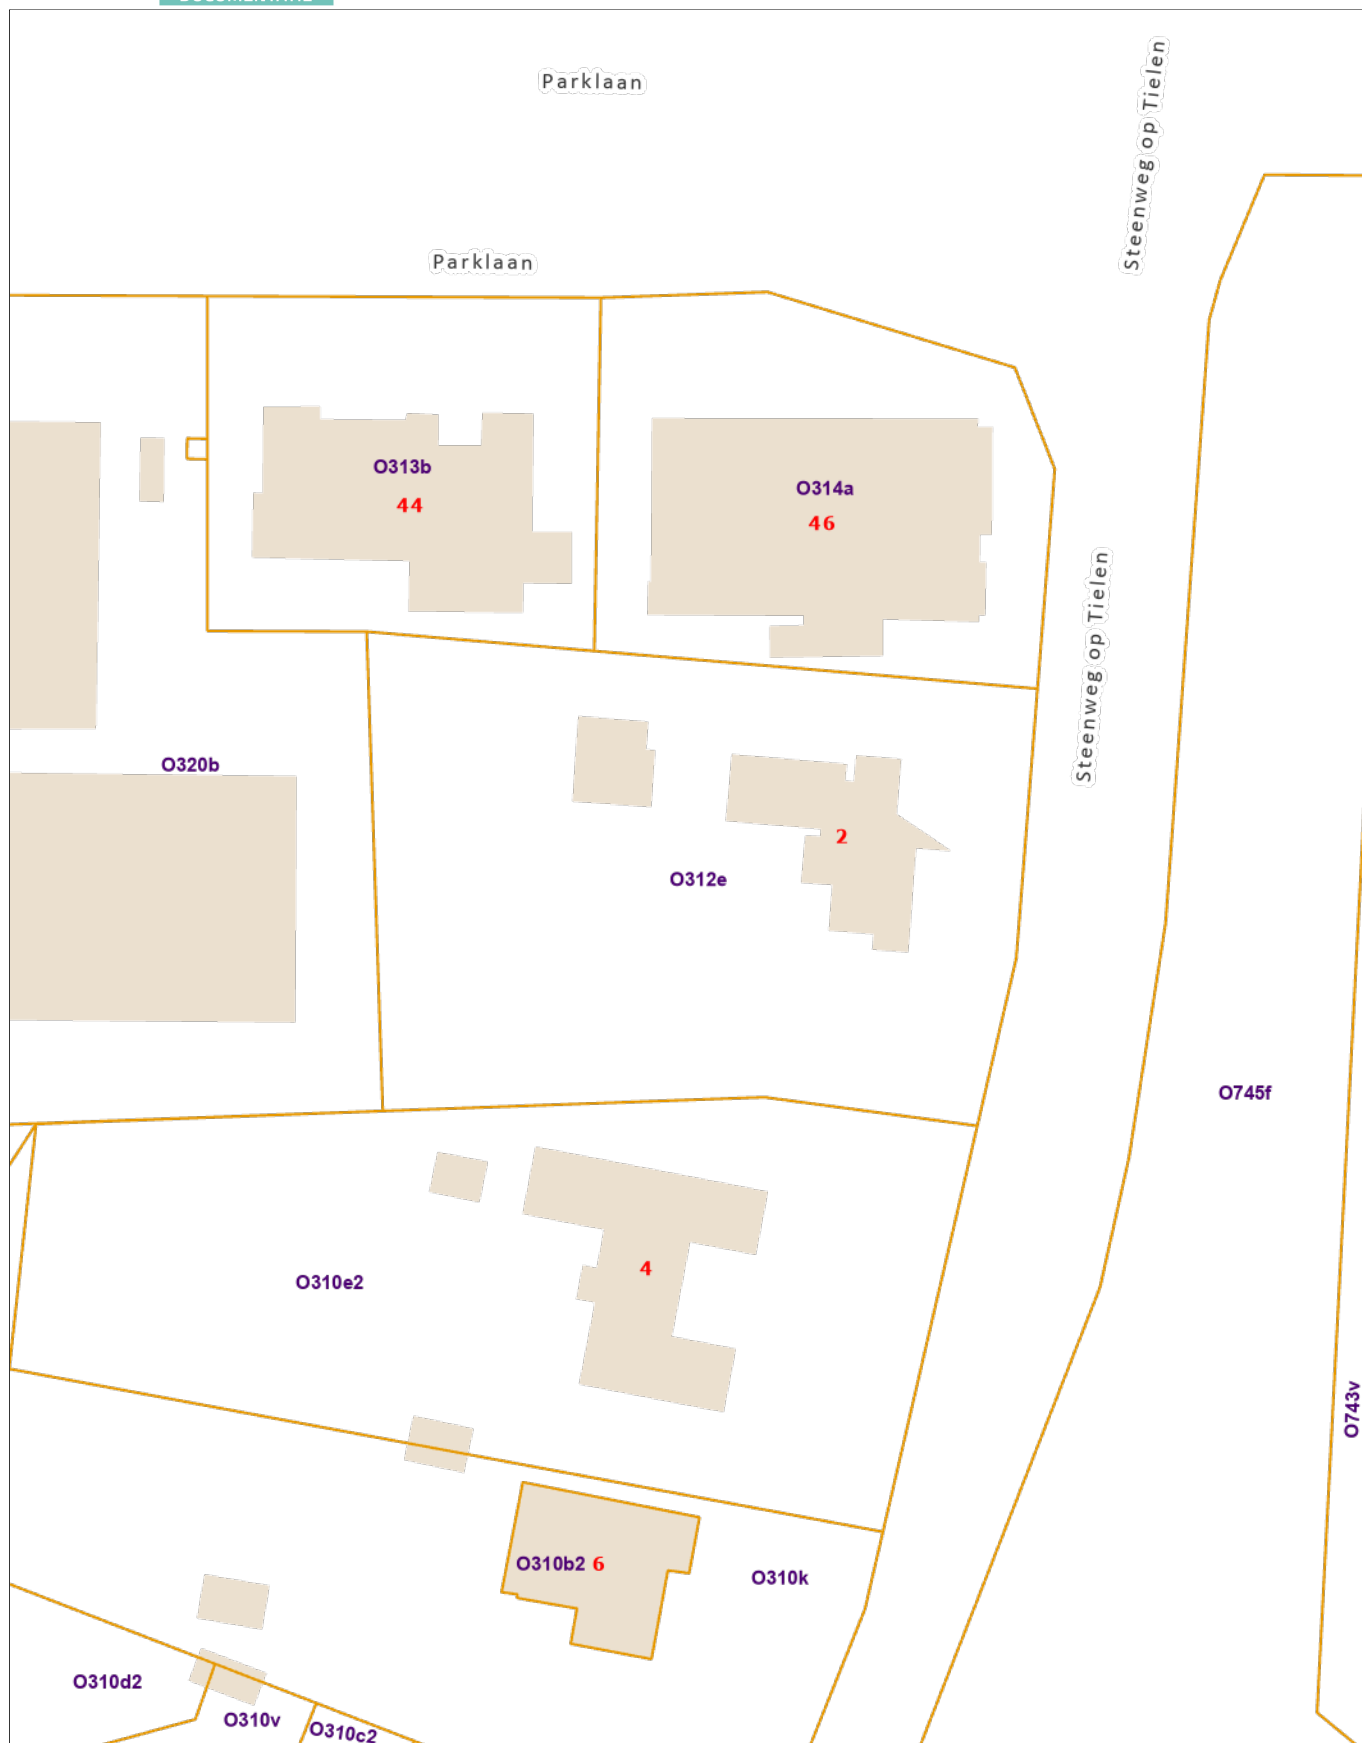 Parklaan
Steenweg op Tielen
Parklaan
O313b
44
O314a
46
Steenweg op Tielen
O320b
2
O312e
O745f
4
O310e2
O743v
O310b2 6
O310k
O310d2
O310v
O310c2